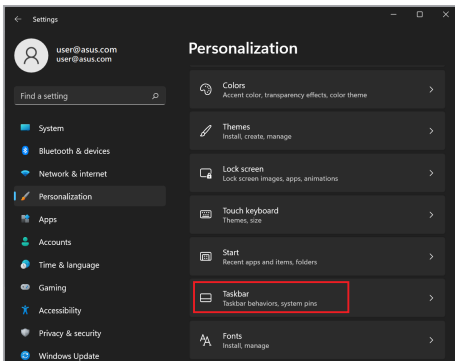 Settings
user@asus.com
user@asus.com
Find a setting
System
Bluetooth & devices
Network & internet
Personalization
Apps
Accounts
Time & language
Gaming
Accessibility
Privacy & security
Windows Update
Personalization
Colors
Accent color, transparency effects, color theme
Themes
Install, create, manage
Lock screen
Lock screen images, apps, animations
Touch keyboard
Themes, size
Start
Recent apps and items, folders
Taskbar
Taskbar behaviors, system pins
Fonts
Install, manage